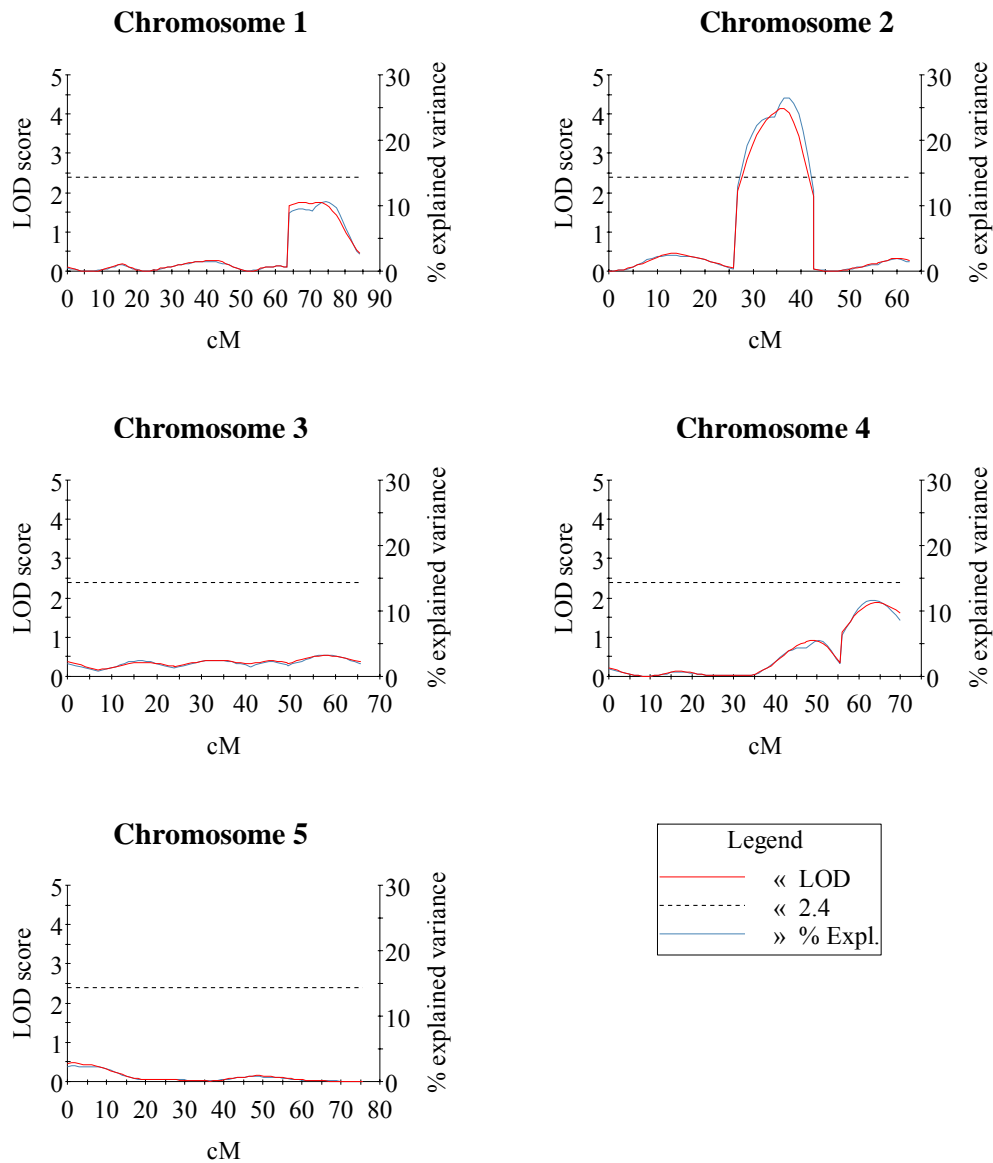 Chromosome 1
5
4
3
2
1
0
LOD score
30
20
10
0
% explained variance
0 10 20 30 40 50 60 70 80 90
cM
Chromosome 2
5
4
3
2
1
0
LOD score
30
20
10
0
% explained variance
0 10 20 30 40 50 60
cM
Chromosome 3
5
4
3
2
1
0
LOD score
30
20
10
0
% explained variance
0 10 20 30 40 50 60 70
cM
Chromosome 4
5
4
3
2
1
0
LOD score
30
20
10
0
% explained variance
0 10 20 30 40 50 60 70
cM
Chromosome 5
5
4
3
2
1
0
LOD score
30
20
10
0
% explained variance
0 10 20 30 40 50 60 70 80
cM
Legend
« LOD
« 2.4
» % Expl.